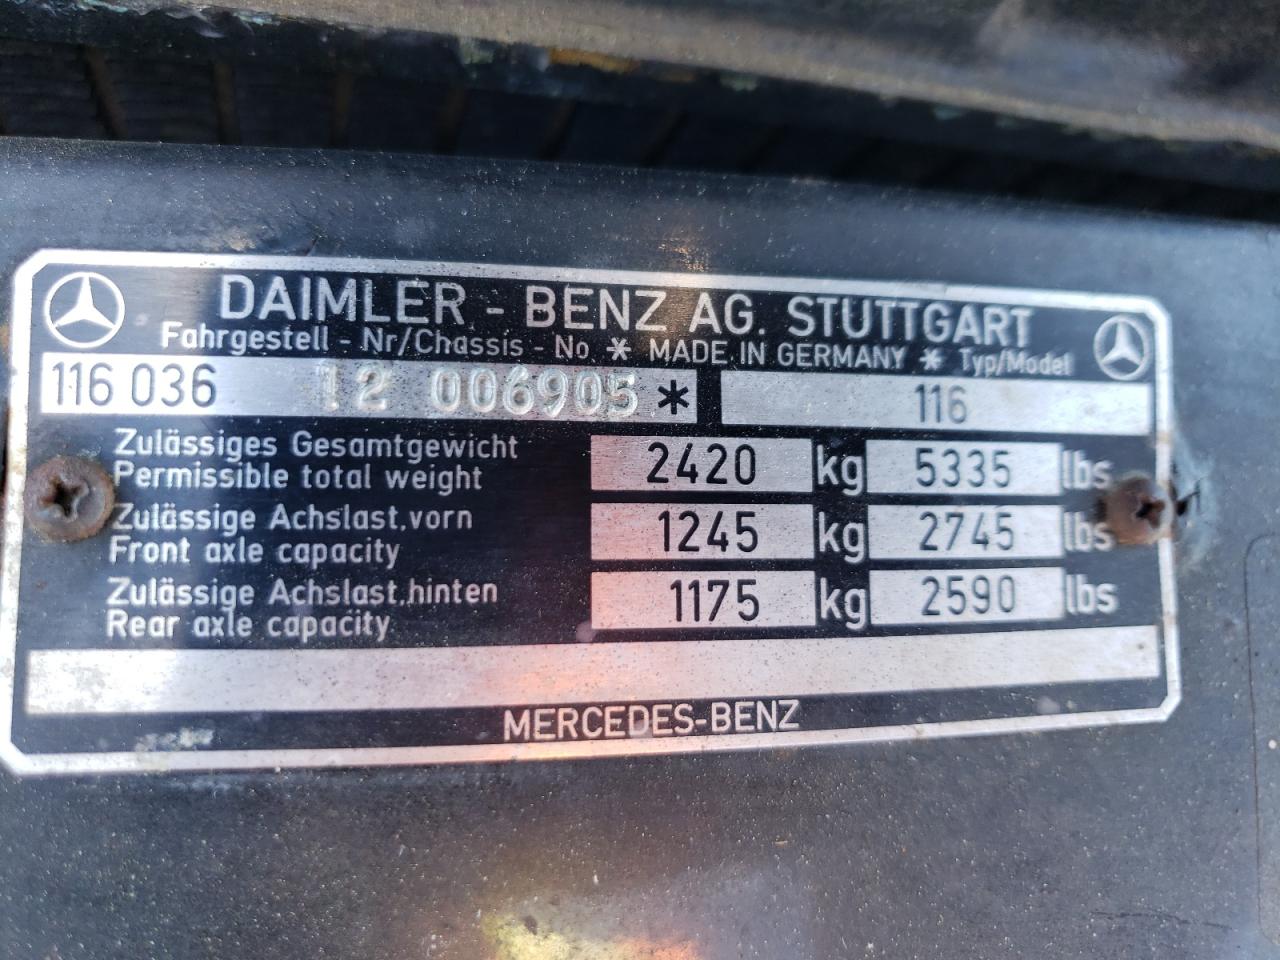 DAIMLER - BENZ AG. STUTTGART
Fahrgestell - Nr/Chassis - No * MADE IN GERMANY * Typ/Model
116 036 12 006905 * 116
Zulässiges Gesamtgewicht
Permissible total weight 2420 kg 5335 lbs
Zulässige Achslast,vorn
Front axle capacity 1245 kg 2745 lbs
Zulässige Achslast,hinten
Rear axle capacity 1175 kg 2590 lbs
MERCEDES-BENZ